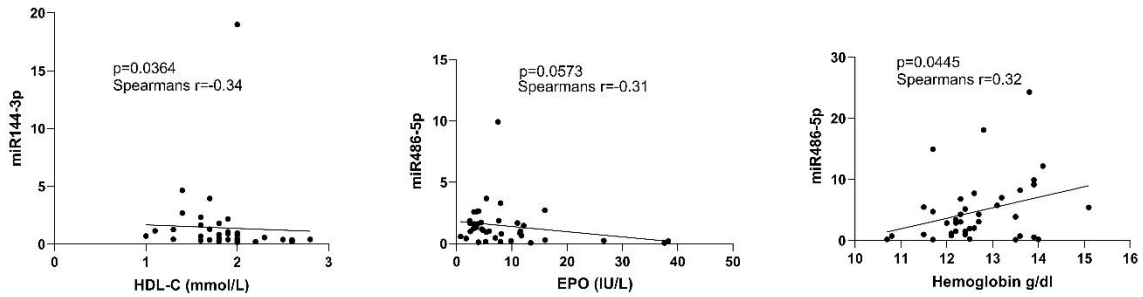 p=0.0364
Spearmans r=-0.34
miR144-3p
20
15
10
5
0
0
1
2
3
HDL-C (mmol/L)
p=0.0573
Spearmans r=-0.31
miR486-5p
15
10
5
0
0
10
20
30
40
50
EPO (IU/L)
p=0.0445
Spearmans r=0.32
miR486-5p
30
20
10
0
10
11
12
13
14
15
16
Hemoglobin g/dl